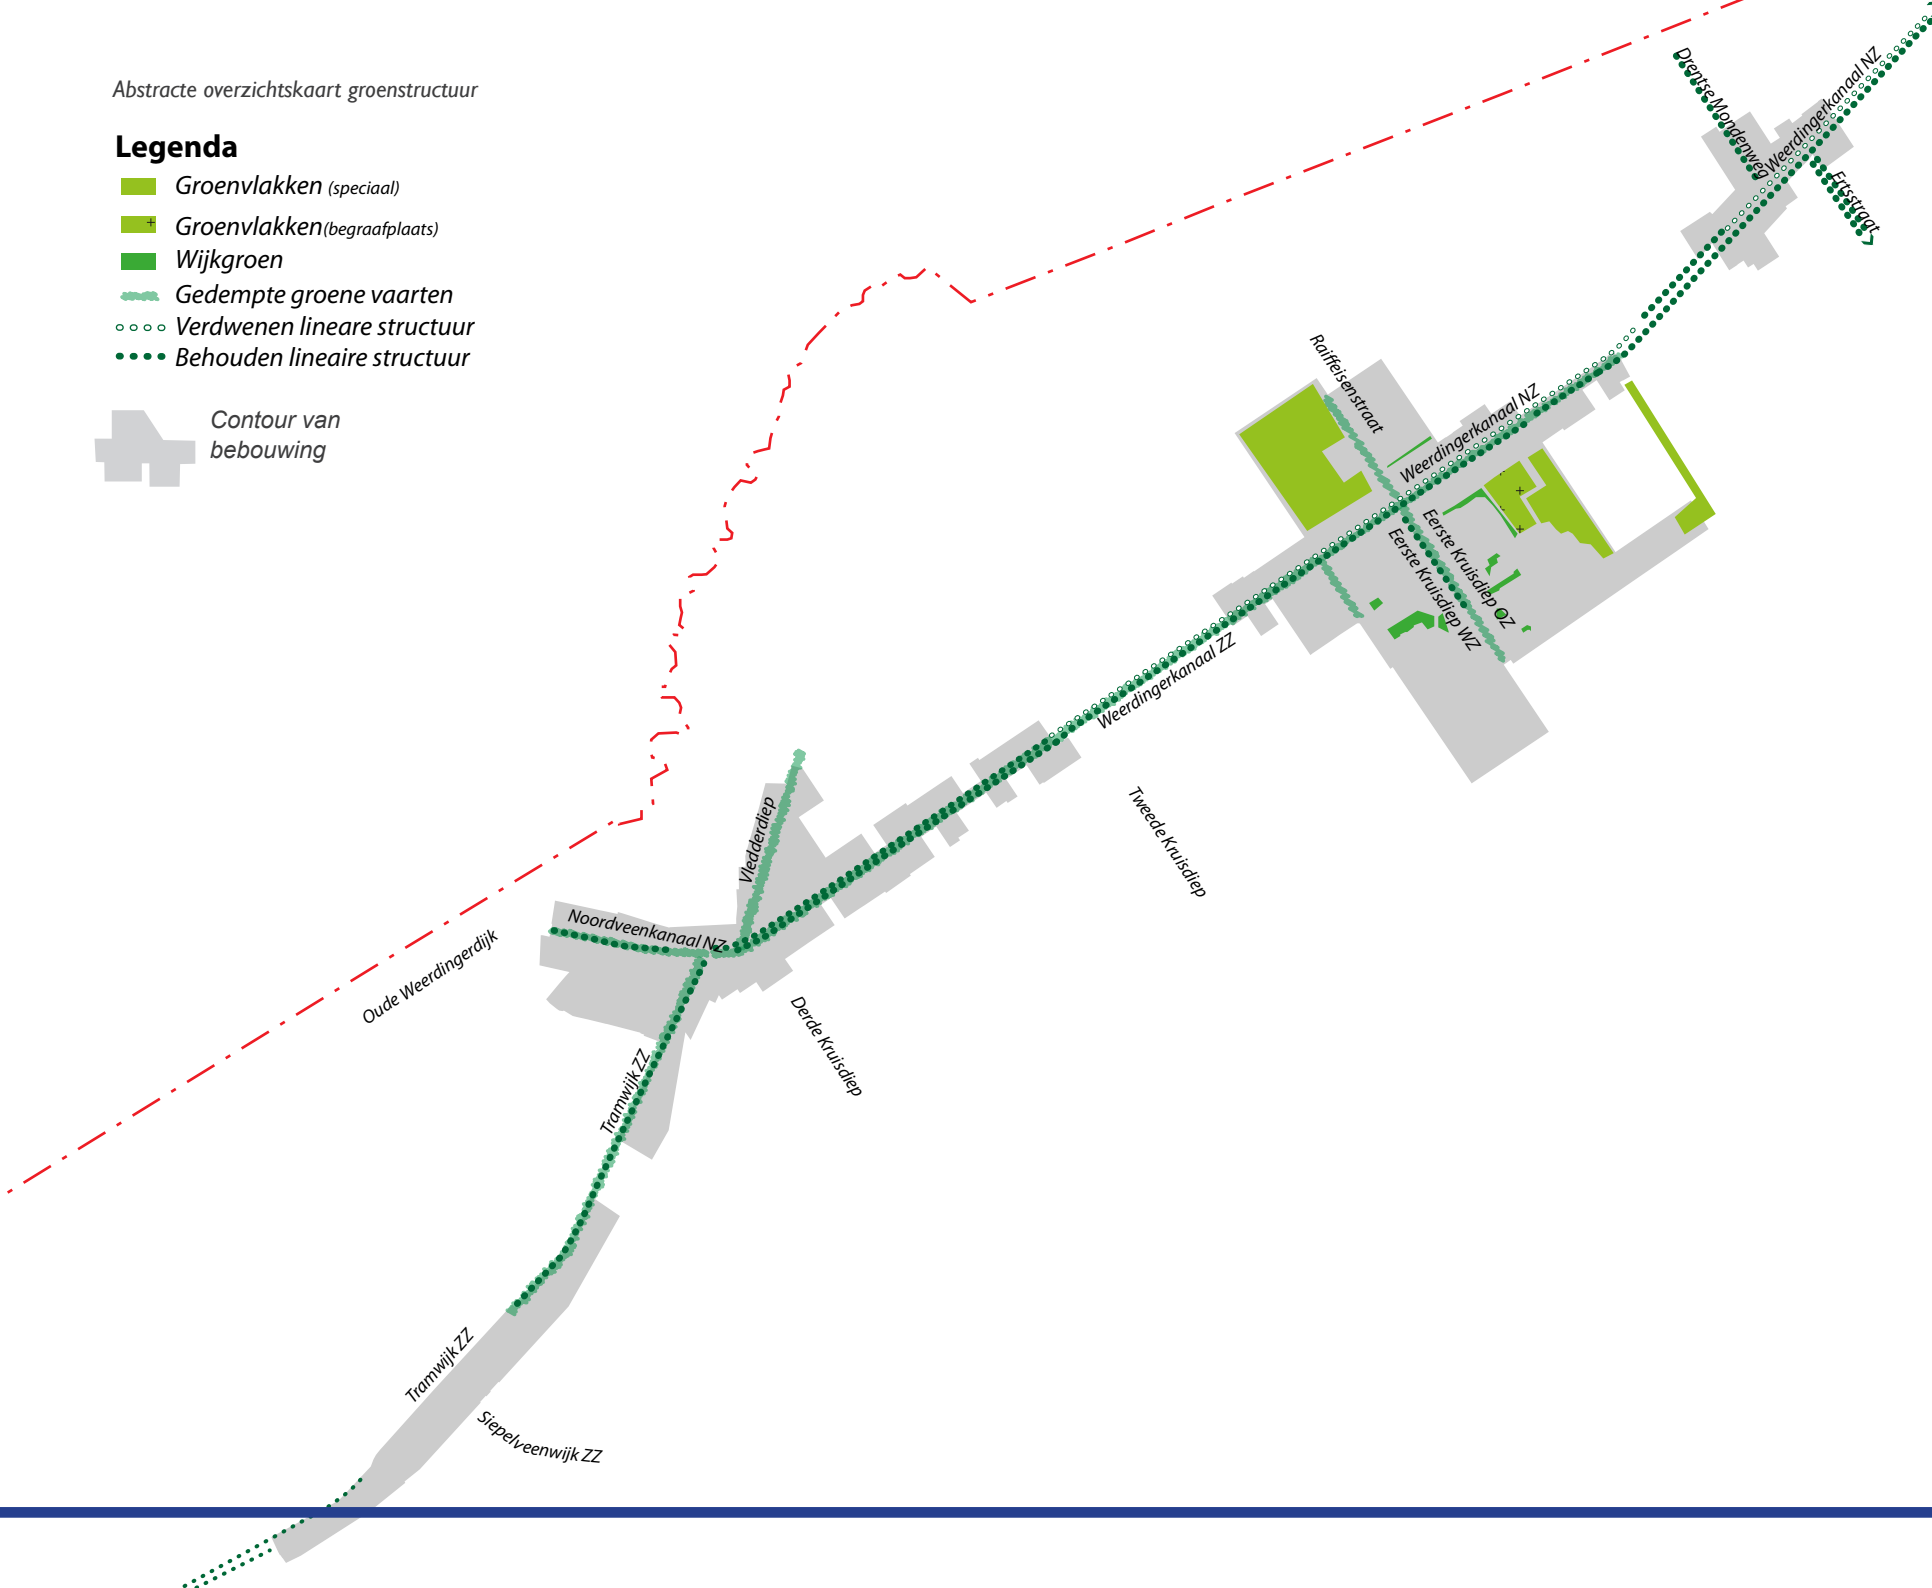 Abstracte overzichtskaart groenstructuur
Legenda
Groenvlakken (speciaal)
Groenvlakken(begraafplaats)
Wijkgroen
Gedempte groene vaarten
Verdwenen lineare structuur
Behouden lineaire structuur
Contour van
bebouwing
Drentse Mondenweg
Weerdingerkanaal NZ
Ertsstraat
Raiffeisenstraat
Weerdingerkanaal NZ
Eerste Kruisdiep OZ
Eerste Kruisdiep WZ
Weerdingerkanaal ZZ
Tweede Kruisdiep
Vledderdiep
Noordveenkanaal NZ
Oude Weerdingerdijk
Derde Kruisdiep
Tramwijk ZZ
Tramwijk ZZ
Siepelveenwijk ZZ